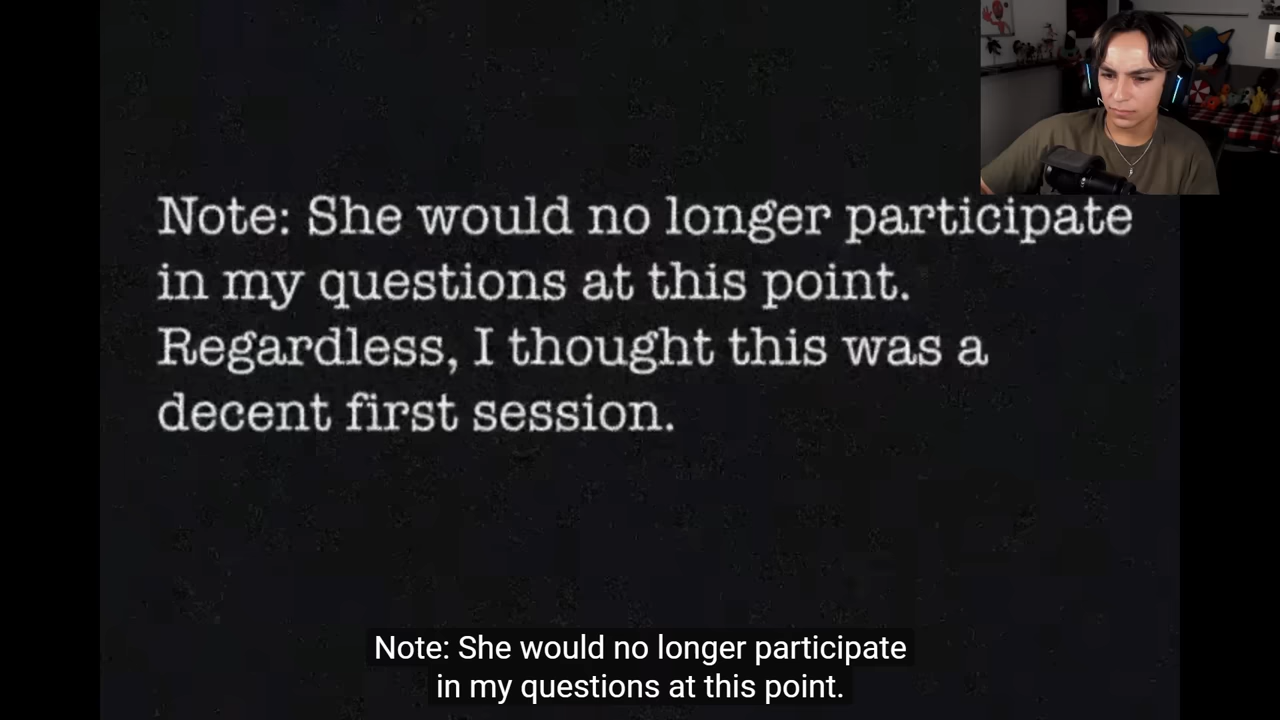 Note: She would no longer participate
in my questions at this point.
Regardless, I thought this was a
decent first session.
Note: She would no longer participate
in my questions at this point.